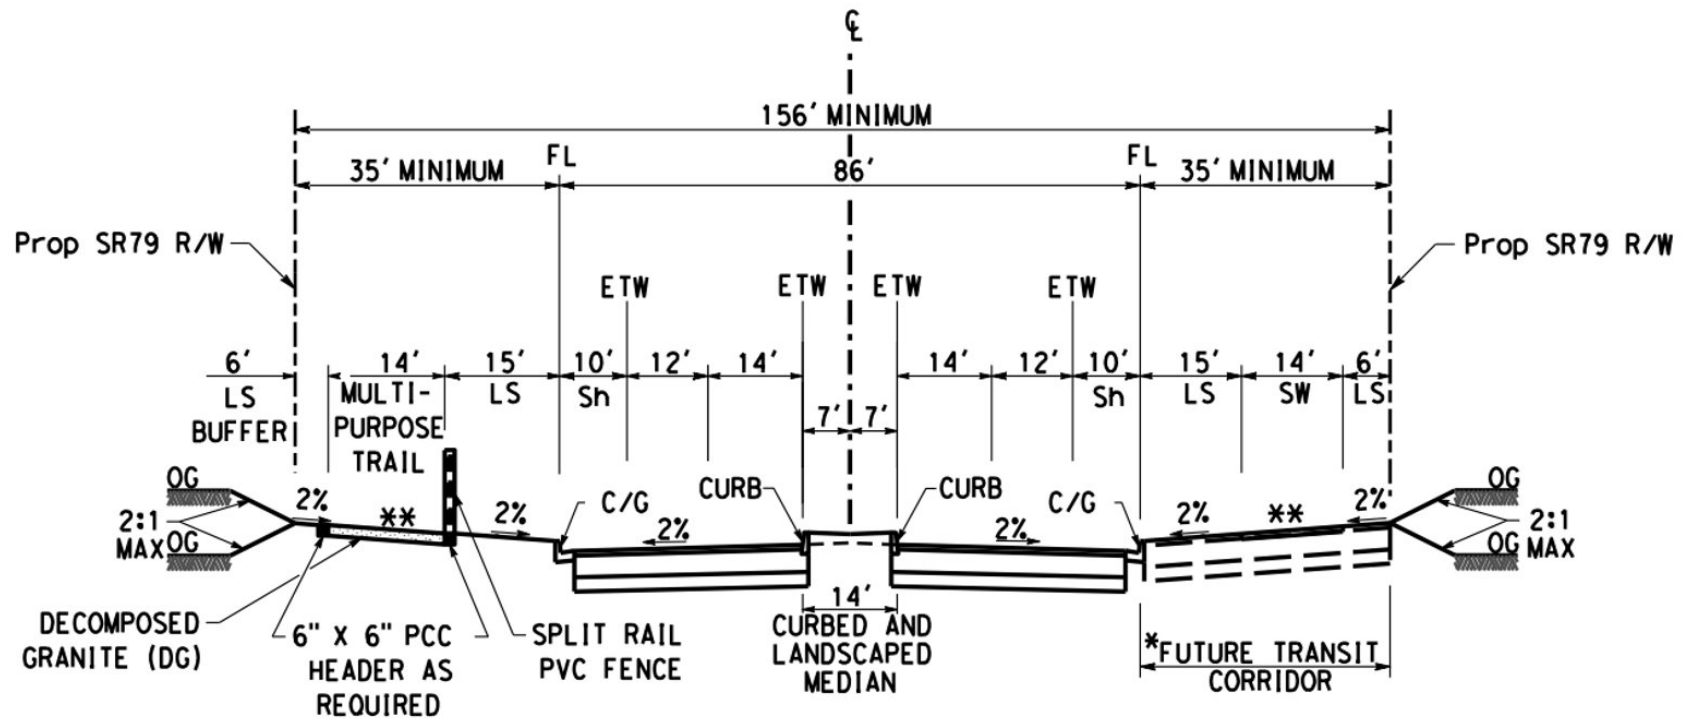 ℄
156' MINIMUM
35' MINIMUM
FL
86'
FL
35' MINIMUM
Prop SR79 R/W
Prop SR79 R/W
ETW
ETW
ETW
ETW
6'
LS
BUFFER
14'
MULTI-
PURPOSE
TRAIL
15'
LS
10'
Sh
12'
14'
7'
7'
14'
12'
10'
Sh
15'
LS
14'
SW
6'
LS
OG
2:1
MAX
OG
2%
**
2%
C/G
2%
CURB
CURB
2%
C/G
2%
**
2%
OG
2:1
MAX
OG
DECOMPOSED
GRANITE (DG)
6" X 6" PCC
HEADER AS
REQUIRED
SPLIT RAIL
PVC FENCE
14'
CURBED AND
LANDSCAPED
MEDIAN
*FUTURE TRANSIT
CORRIDOR